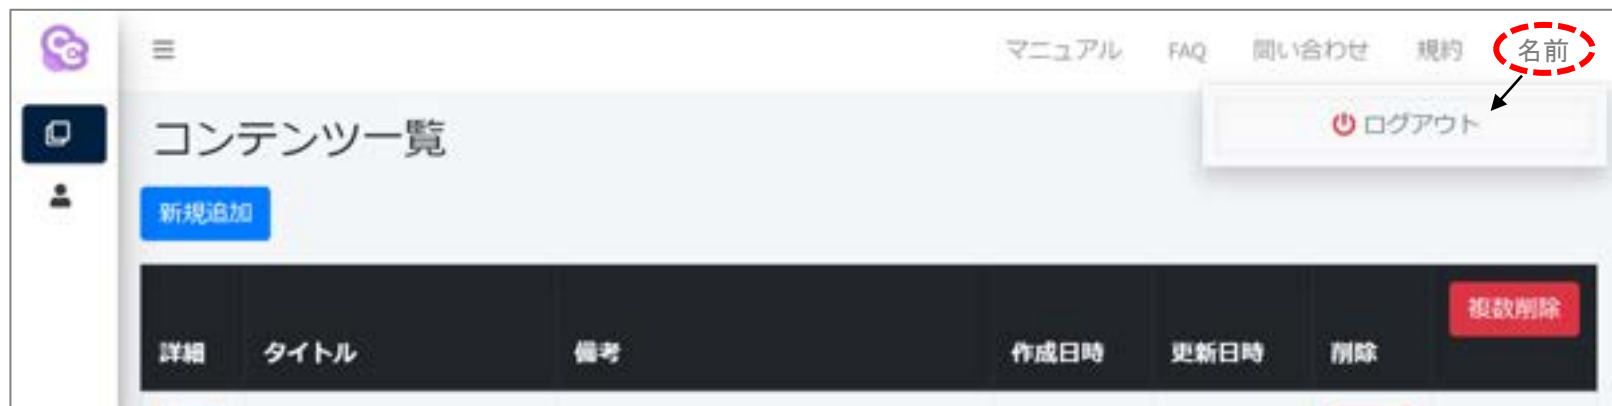 マニュアル FAQ 問い合わせ 規約 名前
ログアウト
コンテンツ一覧
新規追加
複数削除
詳細 タイトル 備考 作成日時 更新日時 削除